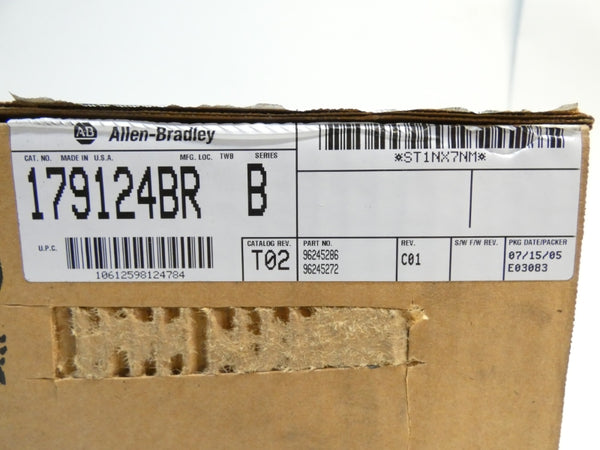 AB Allen-Bradley
*ST1NX7NM*
CAT. NO. MADE IN U.S.A. MFG. LOC. TWB SERIES
179124BR B
U.P.C.
10612598124784
CATALOG REV.
T02
PART NO.
96245286
96245272
REV.
C01
S/W F/W REV.
PKG DATE/PACKER
07/15/05
E03083